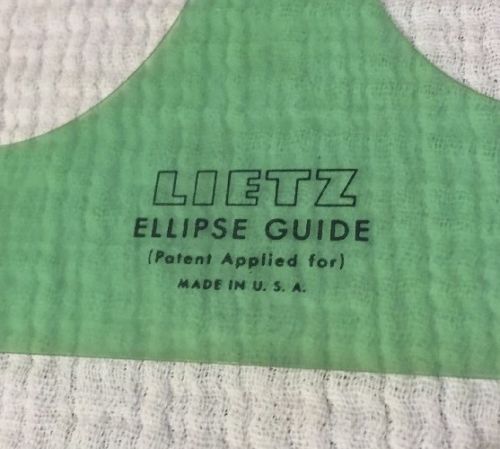 LIETZ
ELLIPSE GUIDE
(Patent Applied for)
MADE IN U. S. A.